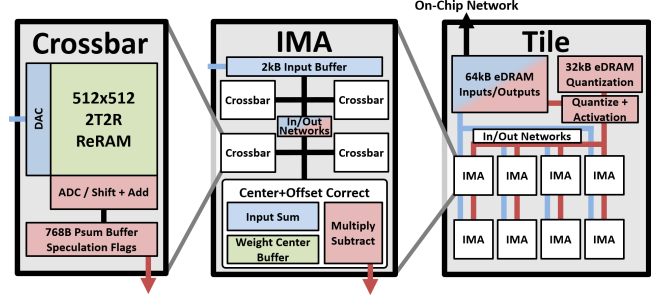 On-Chip Network
Crossbar
DAC
512x512
2T2R
ReRAM
ADC / Shift + Add
768B Psum Buffer
Speculation Flags
IMA
2kB Input Buffer
Crossbar
Crossbar
In/Out
Networks
Crossbar
Crossbar
Center+Offset Correct
Input Sum
Weight Center
Buffer
Multiply
Subtract
Tile
64kB eDRAM
Inputs/Outputs
32kB eDRAM
Quantization
Quantize +
Activation
In/Out Networks
IMA
IMA
IMA
IMA
IMA
IMA
IMA
IMA